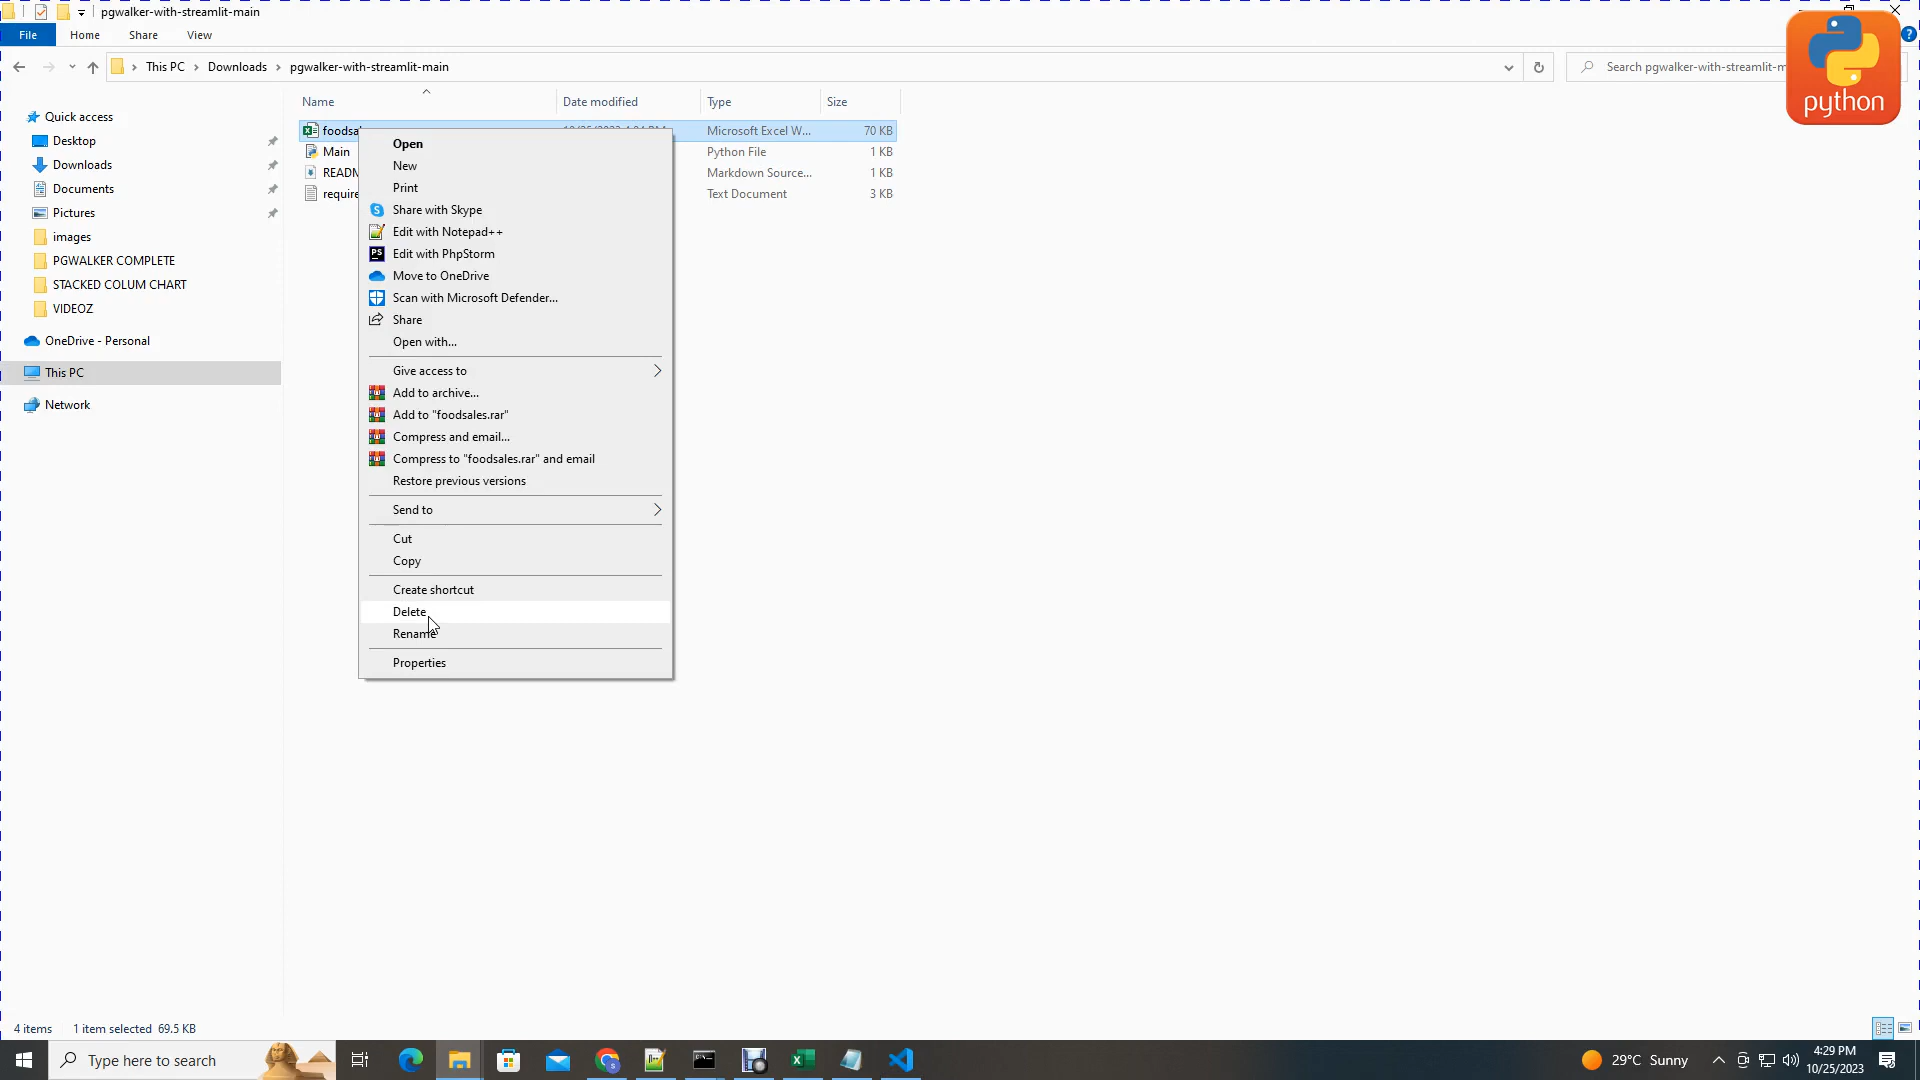 pgwalker-with-streamlit-main
File Home Share View
This PC Downloads pgwalker-with-streamlit-main
Search pgwalker-with-streamlit-m
python
Name Date modified Type Size
Quick access
Desktop
Downloads
Documents
Pictures
images
PGWALKER COMPLETE
STACKED COLUM CHART
VIDEOZ
OneDrive - Personal
This PC
Network
Microsoft Excel W... 70 KB
Main Python File 1 KB
Markdown Source... 1 KB
Text Document 3 KB
Open
New
Print
Share with Skype
Edit with Notepad++
PS Edit with PhpStorm
Move to OneDrive
Scan with Microsoft Defender...
Share
Open with...
Give access to
Add to archive...
Add to "foodsales.rar"
Compress and email...
Compress to "foodsales.rar" and email
Restore previous versions
Send to
Cut
Copy
Create shortcut
Delete
Rename
Properties
4 items 1 item selected 69.5 KB
Type here to search
29°C Sunny
4:29 PM
10/25/2023